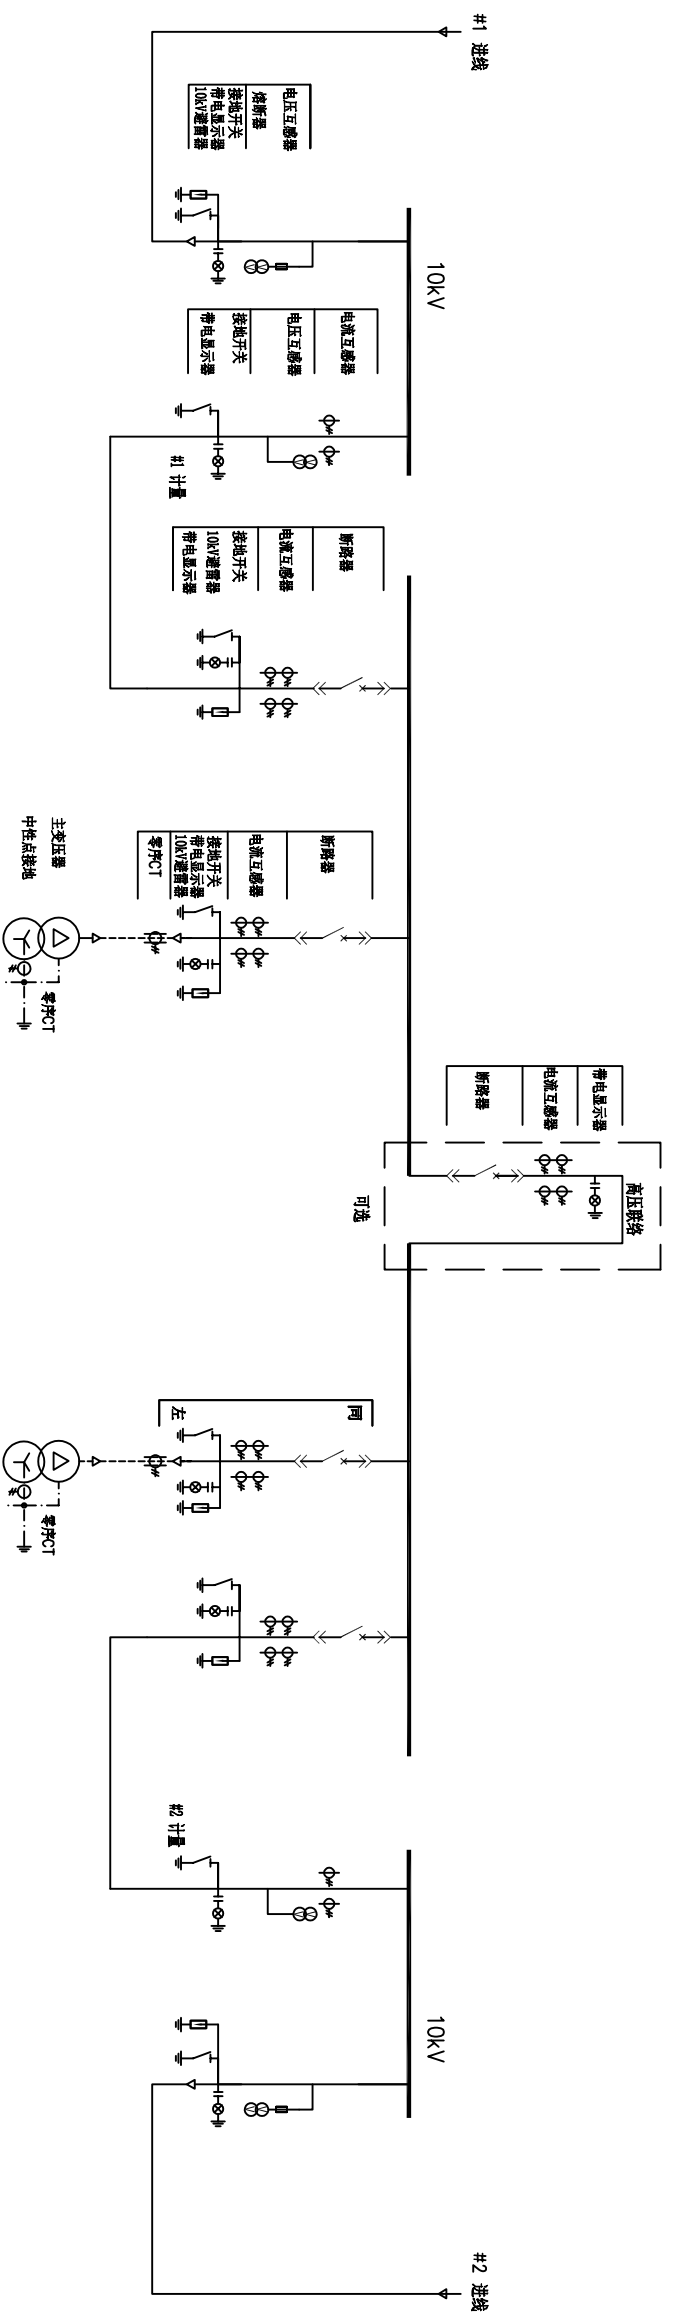 #1 进线
电压互感器
熔断器
接地开关
带电显示器
10kV避雷器
10kV
电流互感器
电压互感器
接地开关
带电显示器
#1 计量
断路器
电流互感器
接地开关
10kV避雷器
带电显示器
断路器
电流互感器
接地开关
带电显示器
10kV避雷器
零序CT
主变压器
中性点接地
零序CT
带电显示器
电流互感器
断路器
高压联络
可选
同
左
零序CT
#2 计量
10kV
#2 进线